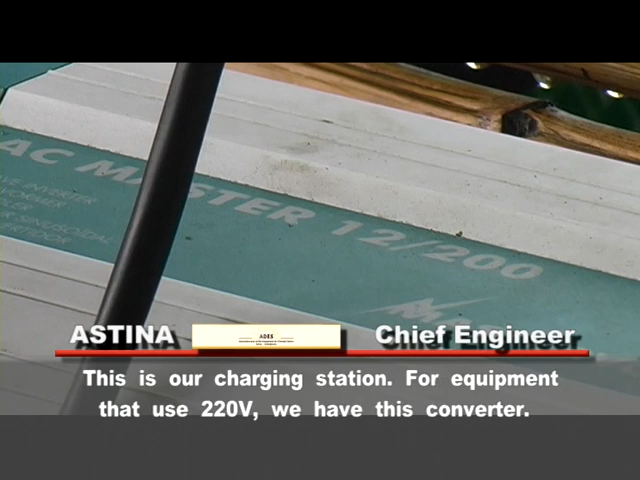 AC MASTER 12/200
ASTINA
ADES
Chief Engineer
This is our charging station. For equipment
that use 220V, we have this converter.